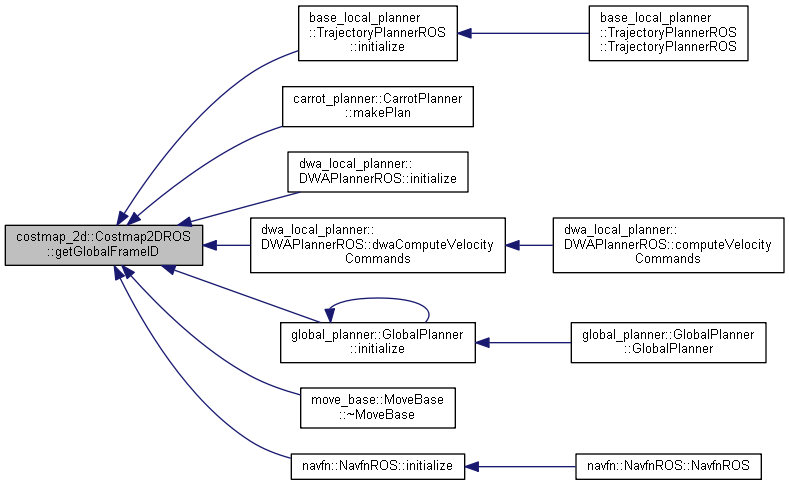 base_local_planner
::TrajectoryPlannerROS
::initialize
base_local_planner
::TrajectoryPlannerROS
::TrajectoryPlannerROS
carrot_planner::CarrotPlanner
::makePlan
dwa_local_planner::
DWAPlannerROS::initialize
costmap_2d::Costmap2DROS
::getGlobalFrameID
dwa_local_planner::
DWAPlannerROS::dwaComputeVelocity
Commands
dwa_local_planner::
DWAPlannerROS::computeVelocity
Commands
global_planner::GlobalPlanner
::initialize
global_planner::GlobalPlanner
::GlobalPlanner
move_base::MoveBase
::~MoveBase
navfn::NavfnROS::initialize
navfn::NavfnROS::NavfnROS